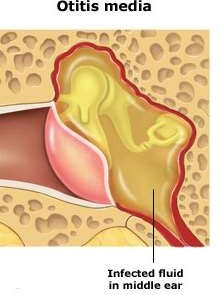 Otitis media
Infected fluid
in middle ear